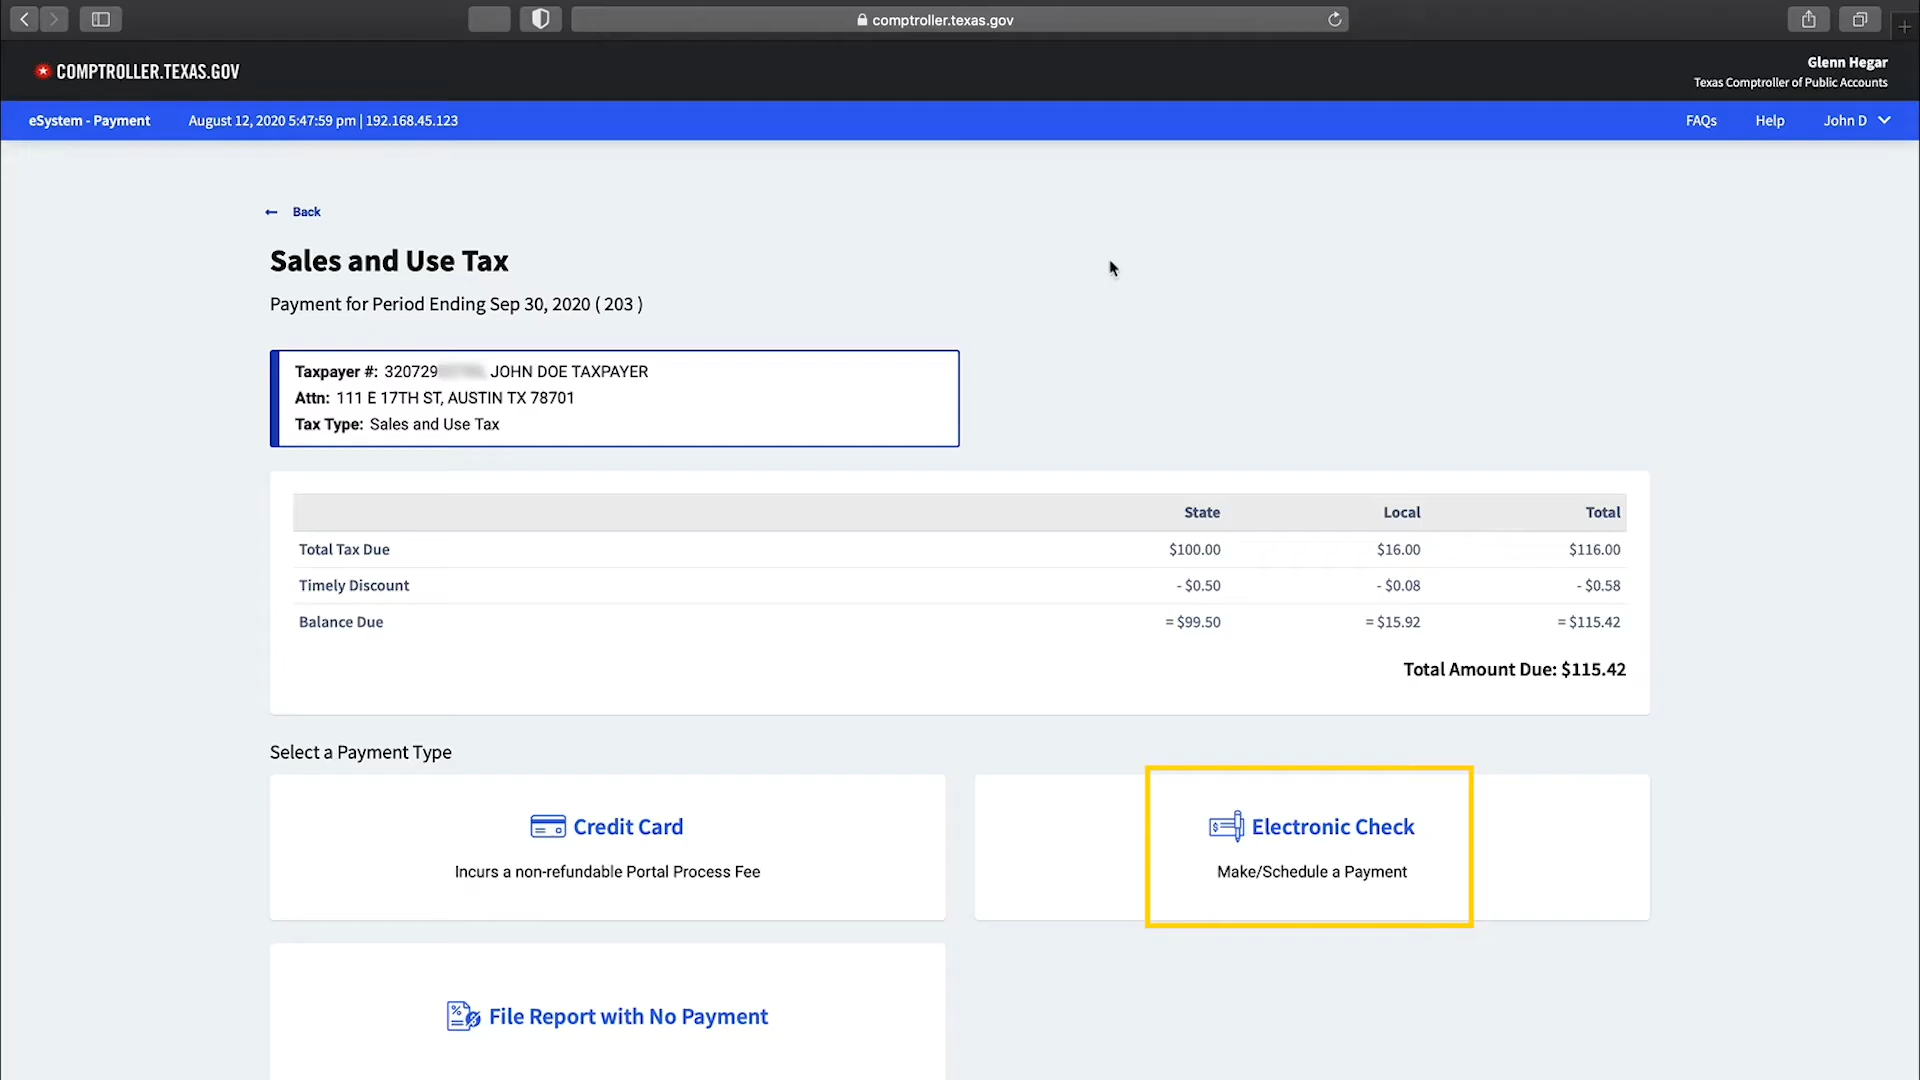 comptroller.texas.gov
COMPTROLLER.TEXAS.GOV
Glenn Hegar
Texas Comptroller of Public Accounts
eSystem - Payment August 12, 2020 5:47:59 pm | 192.168.45.123 FAQs Help John D
← Back
Sales and Use Tax
Payment for Period Ending Sep 30, 2020 ( 203 )
Taxpayer #: 320729 JOHN DOE TAXPAYER
Attn: 111 E 17TH ST, AUSTIN TX 78701
Tax Type: Sales and Use Tax
State Local Total
Total Tax Due $100.00 $16.00 $116.00
Timely Discount - $0.50 - $0.08 - $0.58
Balance Due = $99.50 = $15.92 = $115.42
Total Amount Due: $115.42
Select a Payment Type
Credit Card
Incurs a non-refundable Portal Process Fee
Electronic Check
Make/Schedule a Payment
File Report with No Payment